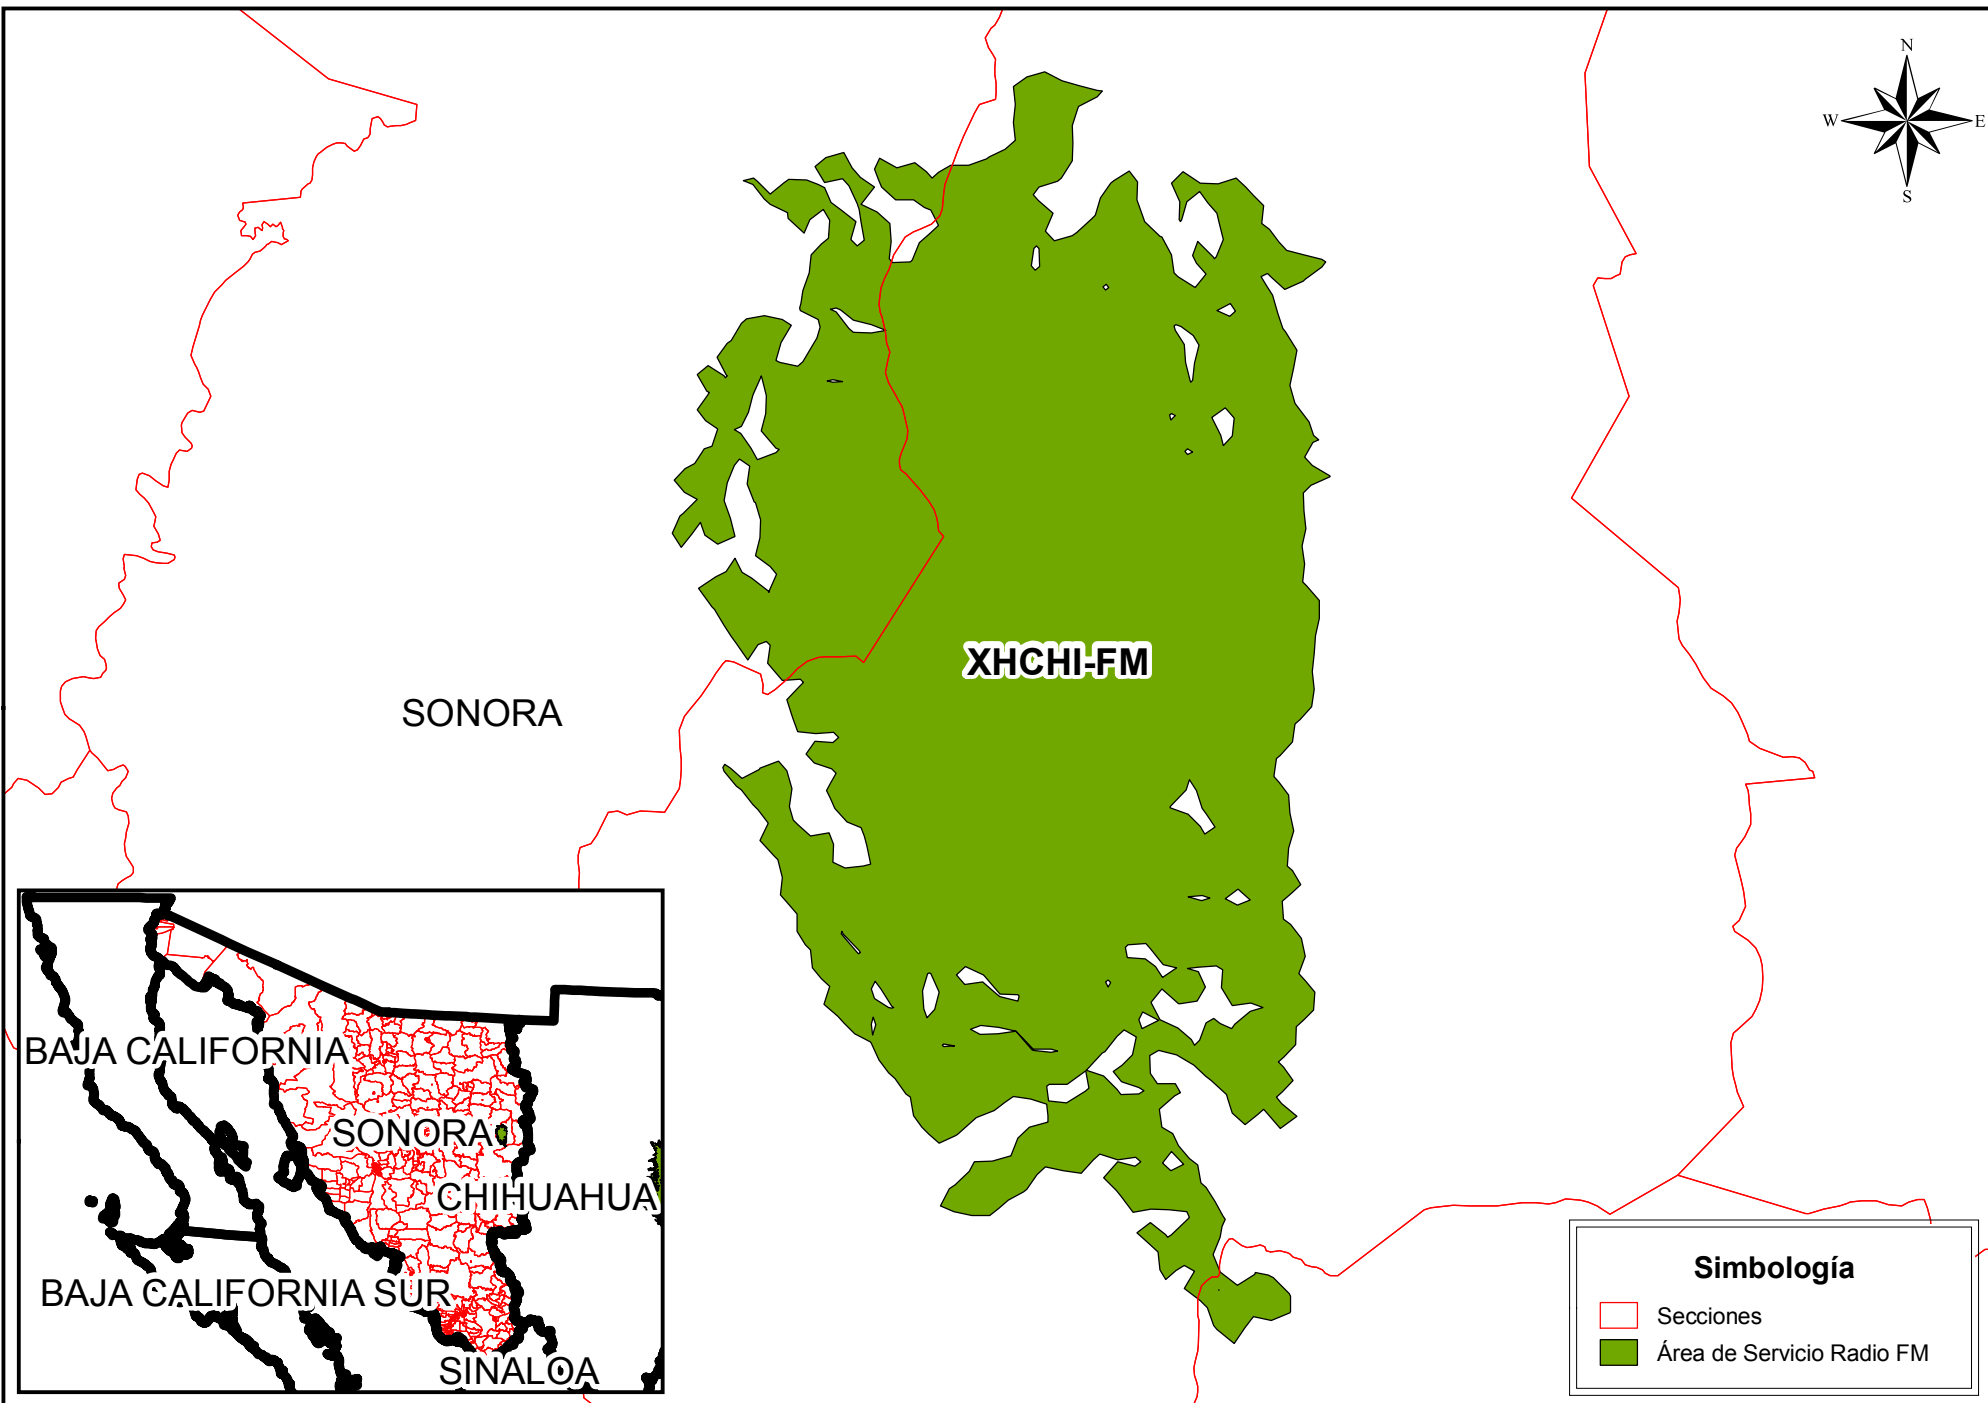 N
W E
S
XHCHI-FM
SONORA
BAJA CALIFORNIA
SONORA
CHIHUAHUA
BAJA CALIFORNIA SUR
SINALOA
Simbología
Secciones
Área de Servicio Radio FM